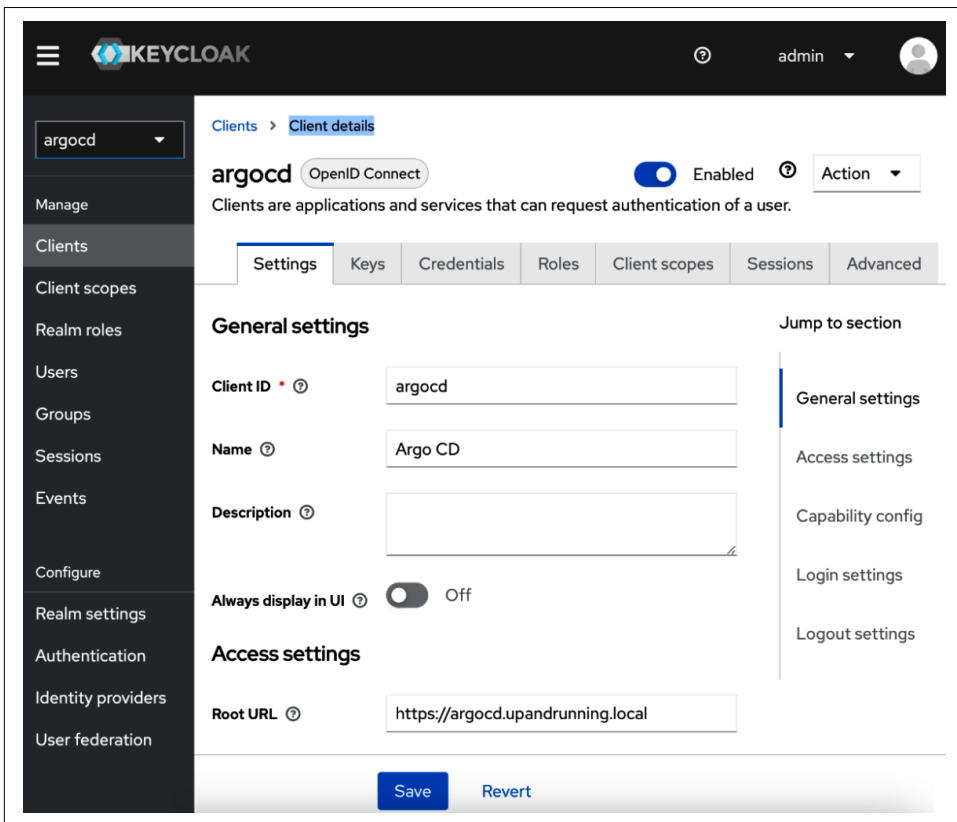 KEYCLOAK
admin
argocd
Manage
Clients
Client scopes
Realm roles
Users
Groups
Sessions
Events
Configure
Realm settings
Authentication
Identity providers
User federation
Clients > Client details
argocd OpenID Connect Enabled Action
Clients are applications and services that can request authentication of a user.
Settings Keys Credentials Roles Client scopes Sessions Advanced
General settings
Client ID * argocd
Name Argo CD
Description
Always display in UI Off
Access settings
Root URL https://argocd.upandrunning.local
Save Revert
Jump to section
General settings
Access settings
Capability config
Login settings
Logout settings